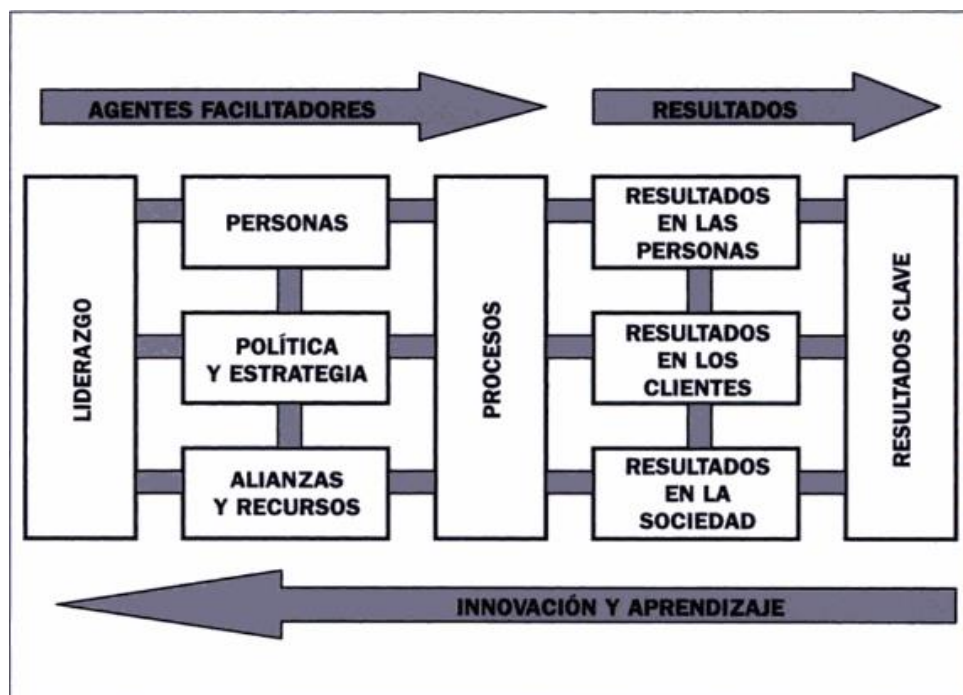 AGENTES FACILITADORES
RESULTADOS
LIDERAZGO
PERSONAS
POLÍTICA
Y ESTRATEGIA
ALIANZAS
Y RECURSOS
PROCESOS
RESULTADOS
EN LAS
PERSONAS
RESULTADOS
EN LOS
CLIENTES
RESULTADOS
EN LA
SOCIEDAD
RESULTADOS CLAVE
INNOVACIÓN Y APRENDIZAJE